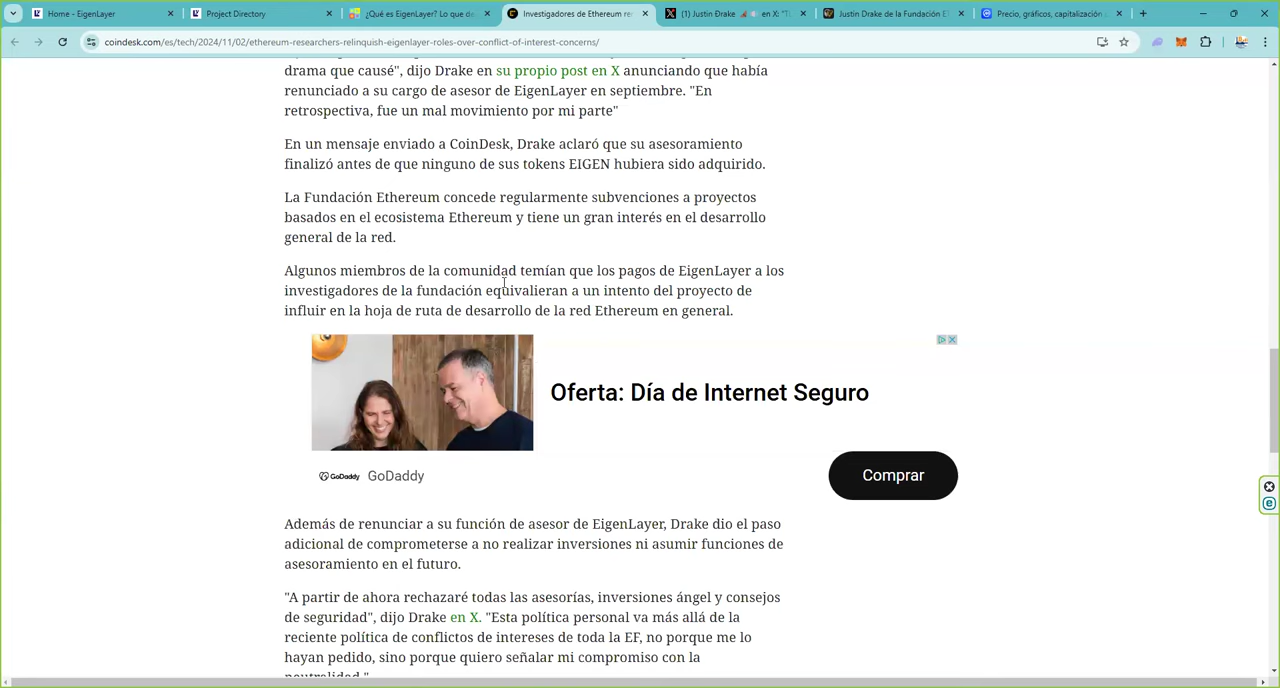 Home - EigenLayer
Project Directory
¿Qué es EigenLayer? Lo que de
Investigadores de Ethereum re
(1) Justin Ðrake en X: "T
Justin Drake de la Fundación E
Precio, gráficos, capitalización
coindesk.com/es/tech/2024/11/02/ethereum-researchers-relinquish-eigenlayer-roles-over-conflict-of-interest-concerns/
drama que causé", dijo Drake en su propio post en X anunciando que había
renunciado a su cargo de asesor de EigenLayer en septiembre. "En
retrospectiva, fue un mal movimiento por mi parte"
En un mensaje enviado a CoinDesk, Drake aclaró que su asesoramiento
finalizó antes de que ninguno de sus tokens EIGEN hubiera sido adquirido.
La Fundación Ethereum concede regularmente subvenciones a proyectos
basados en el ecosistema Ethereum y tiene un gran interés en el desarrollo
general de la red.
Algunos miembros de la comunidad temían que los pagos de EigenLayer a los
investigadores de la fundación equivalieran a un intento del proyecto de
influir en la hoja de ruta de desarrollo de la red Ethereum en general.
Oferta: Día de Internet Seguro
GoDaddy GoDaddy
Comprar
Además de renunciar a su función de asesor de EigenLayer, Drake dio el paso
adicional de comprometerse a no realizar inversiones ni asumir funciones de
asesoramiento en el futuro.
"A partir de ahora rechazaré todas las asesorías, inversiones ángel y consejos
de seguridad", dijo Drake en X. "Esta política personal va más allá de la
reciente política de conflictos de intereses de toda la EF, no porque me lo
hayan pedido, sino porque quiero señalar mi compromiso con la
neutralidad."